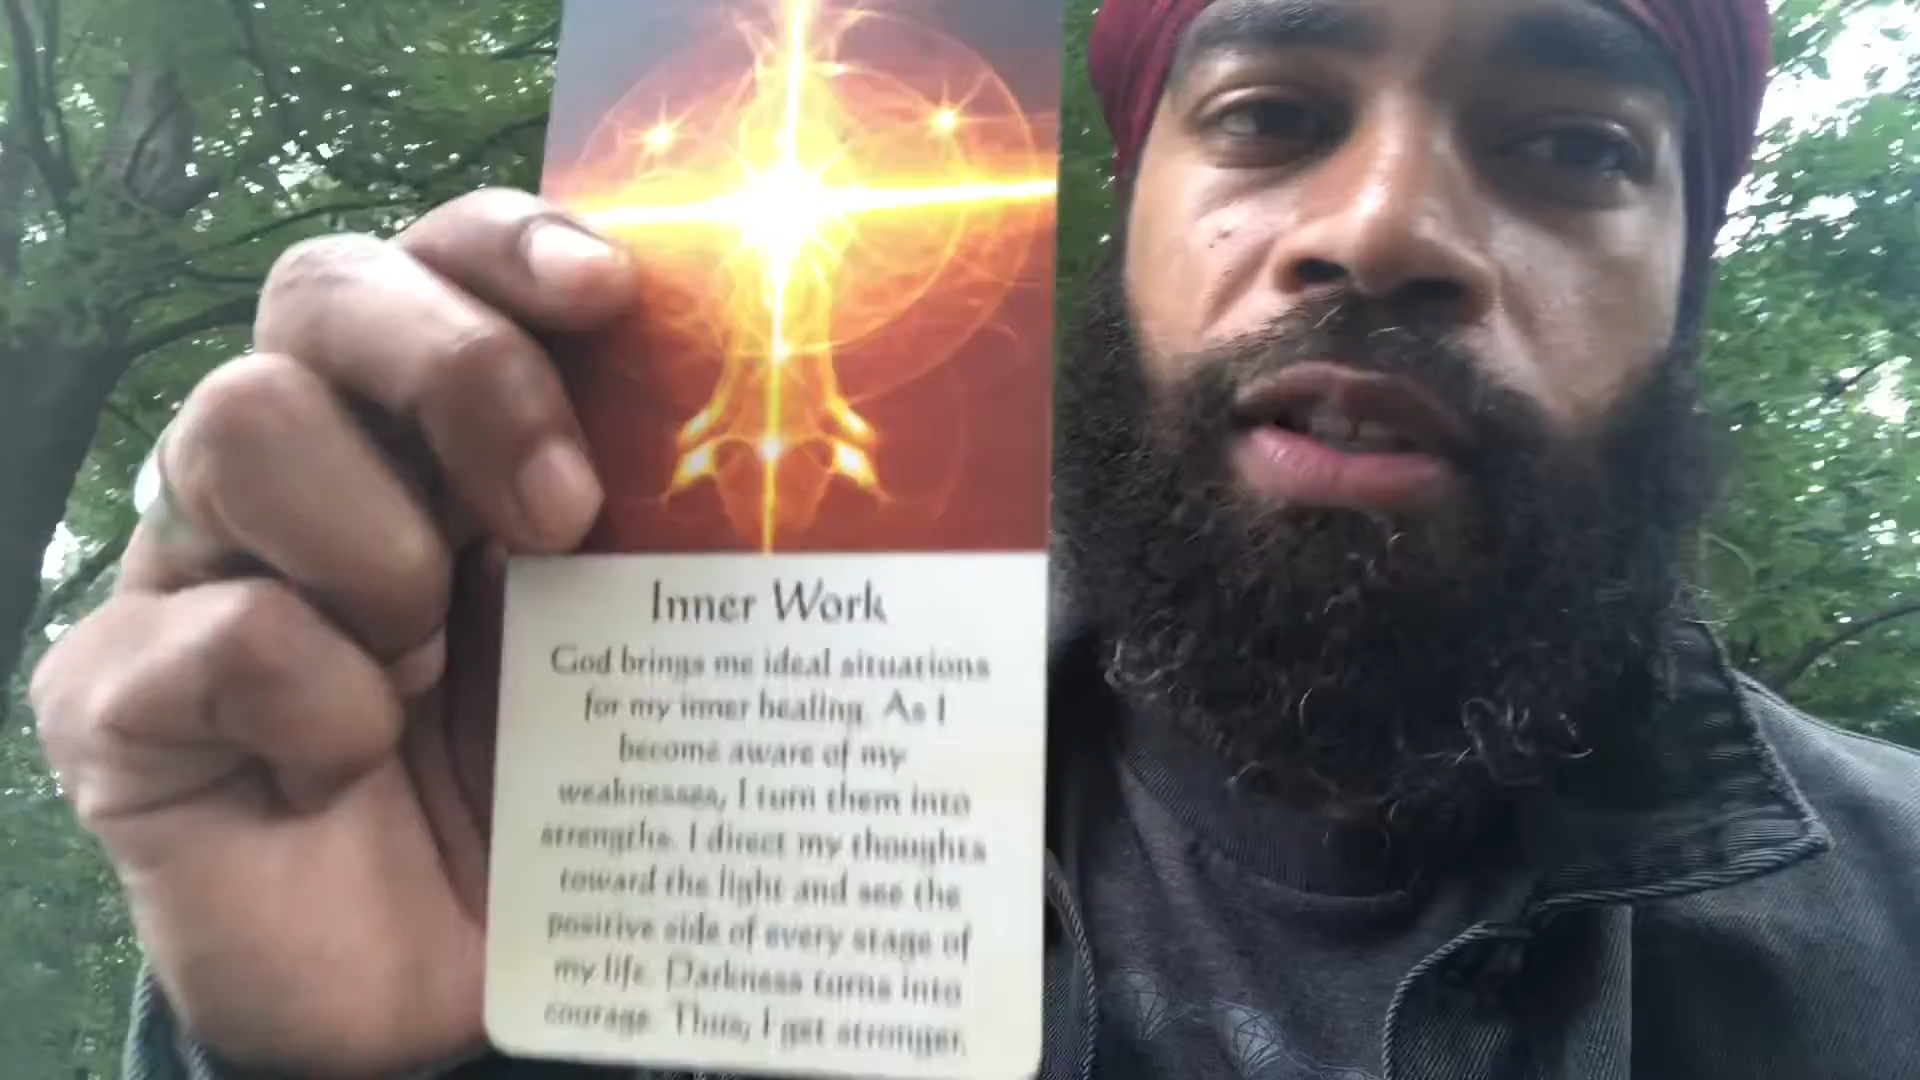 Inner Work
God brings me ideal situations
for my inner healing. As I
become aware of my
weaknesses, I turn them into
strengths. I direct my thoughts
toward the light and see the
positive side of every stage of
my life. Darkness turns into
courage. Thus, I get stronger.